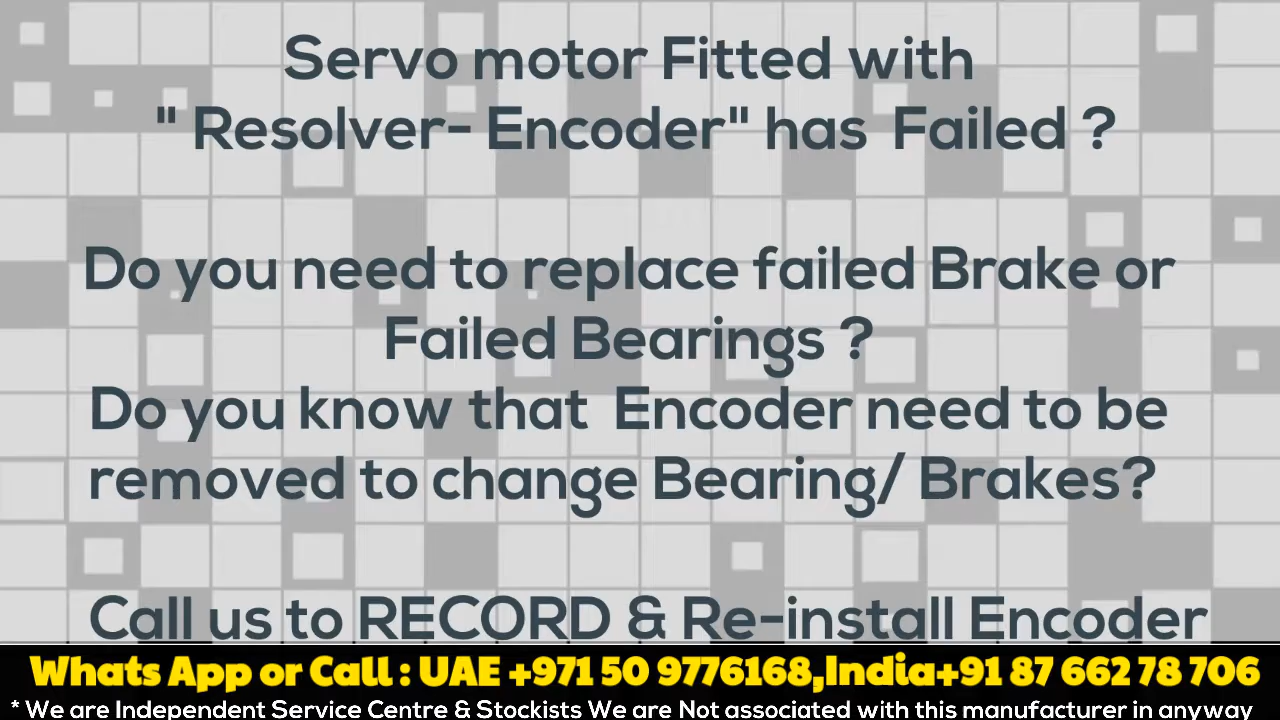 Servo motor Fitted with
" Resolver- Encoder" has Failed ?
Do you need to replace failed Brake or
Failed Bearings ?
Do you know that Encoder need to be
removed to change Bearing/ Brakes?
Call us to RECORD & Re-install Encoder
Whats App or Call : UAE +971 50 9776168,India+91 87 662 78 706
* We are Independent Service Centre & Stockists We are Not associated with this manufacturer in anyway